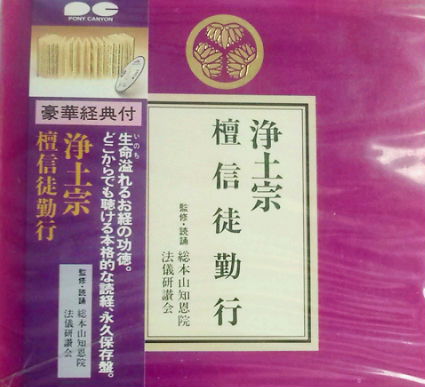 PONY CANYON
豪華経典付
浄土宗
檀信徒勤行
生命溢れるお経の功徳。
いのち
どこからでも聴ける本格的な読経、永久保存盤。
監修・読誦 総本山知恩院
法儀研讃会
浄土宗
檀信徒勤行
監修・読誦 総本山知恩院
法儀研讃会